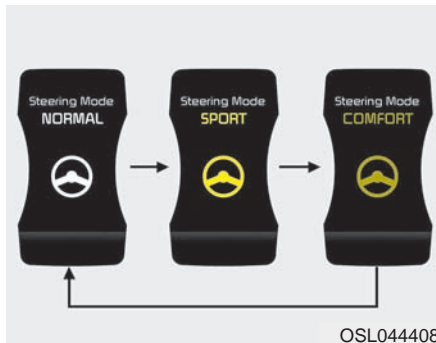 Steering Mode
NORMAL
Steering Mode
SPORT
Steering Mode
COMFORT
OSL044408